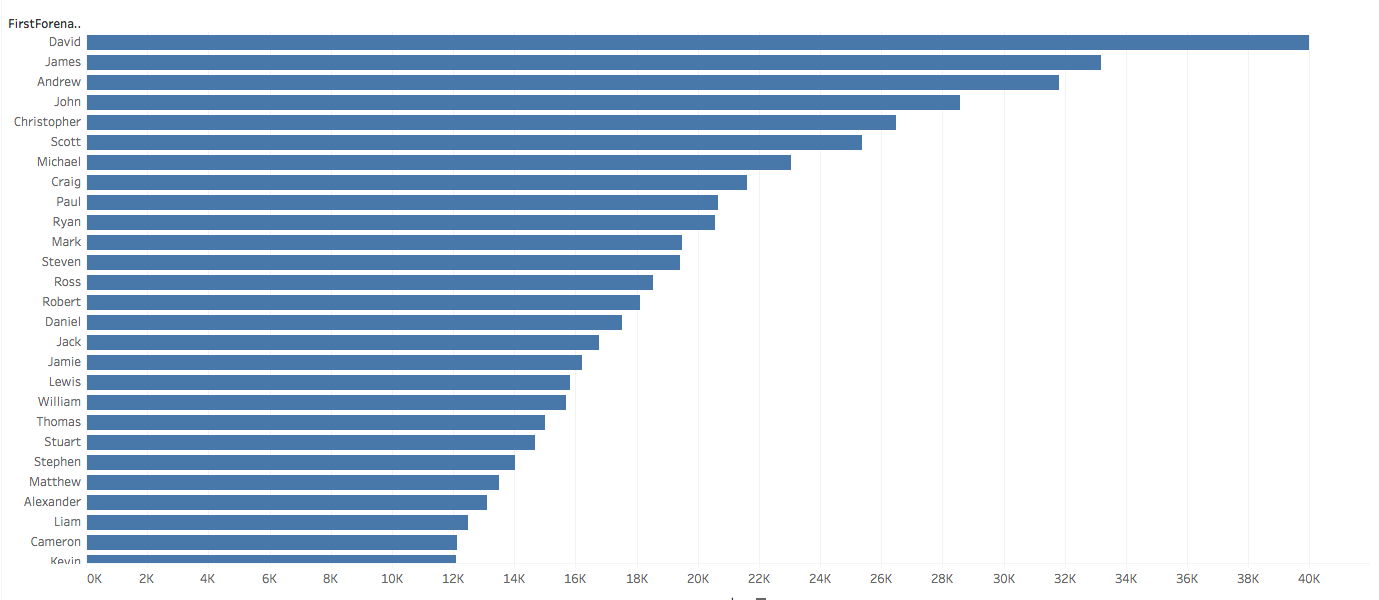 FirstForena..
David
James
Andrew
John
Christopher
Scott
Michael
Craig
Paul
Ryan
Mark
Steven
Ross
Robert
Daniel
Jack
Jamie
Lewis
William
Thomas
Stuart
Stephen
Matthew
Alexander
Liam
Cameron
Kevin
0K 2K 4K 6K 8K 10K 12K 14K 16K 18K 20K 22K 24K 26K 28K 30K 32K 34K 36K 38K 40K